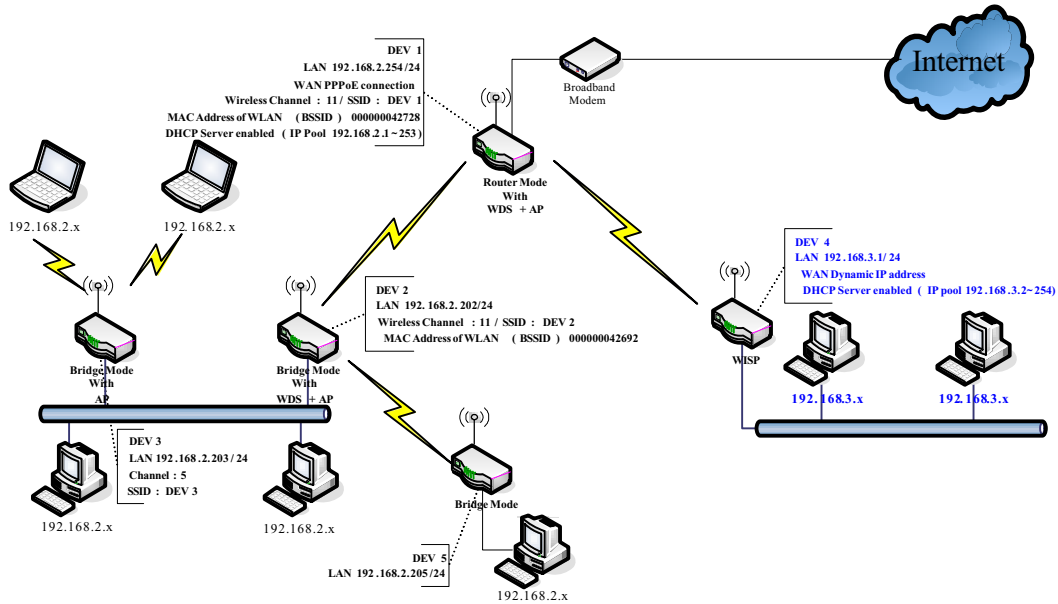 DEV 1
LAN 192.168.2.254/24
WAN PPPoE connection
Wireless Channel : 11 / SSID : DEV 1
MAC Address of WLAN ( BSSID ) 000000042728
DHCP Server enabled ( IP Pool 192.168.2.1~253)
Broadband
Modem
Internet
Router Mode
With
WDS + AP
192.168.2.x
192.168.2.x
DEV 2
LAN 192.168.2.202/24
Wireless Channel : 11 / SSID : DEV 2
MAC Address of WLAN ( BSSID ) 000000042692
DEV 4
LAN 192.168.3.1/24
WAN Dynamic IP address
DHCP Server enabled ( IP pool 192.168.3.2~254)
WISP
192.168.3.x
192.168.3.x
Bridge Mode
With
AP
Bridge Mode
With
WDS + AP
DEV 3
LAN 192.168.2.203/24
Channel : 5
SSID : DEV 3
192.168.2.x
192.168.2.x
Bridge Mode
DEV 5
LAN 192.168.2.205/24
192.168.2.x